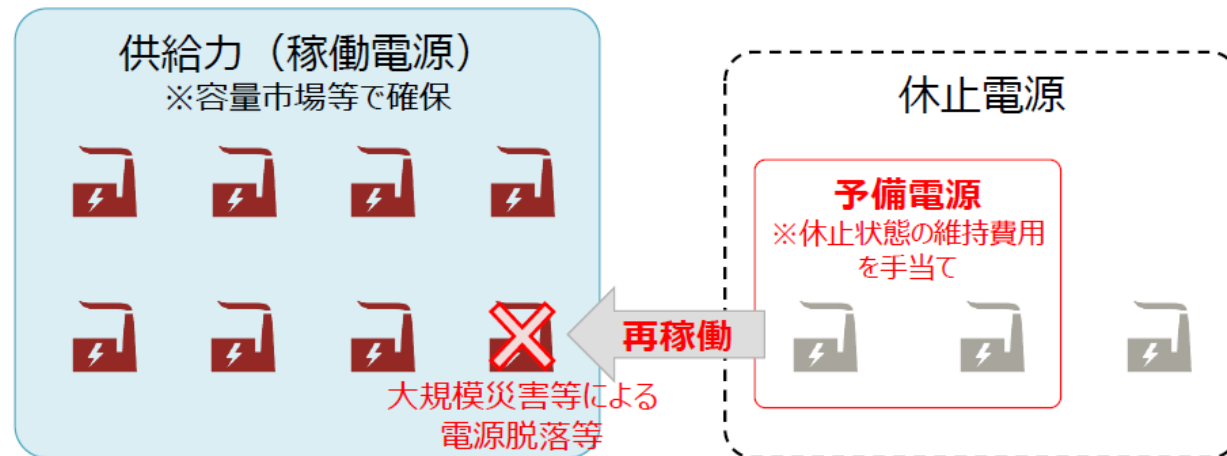 供給力（稼働電源）
※容量市場等で確保
休止電源
予備電源
※休止状態の維持費用
を手当て
再稼働
大規模災害等による
電源脱落等